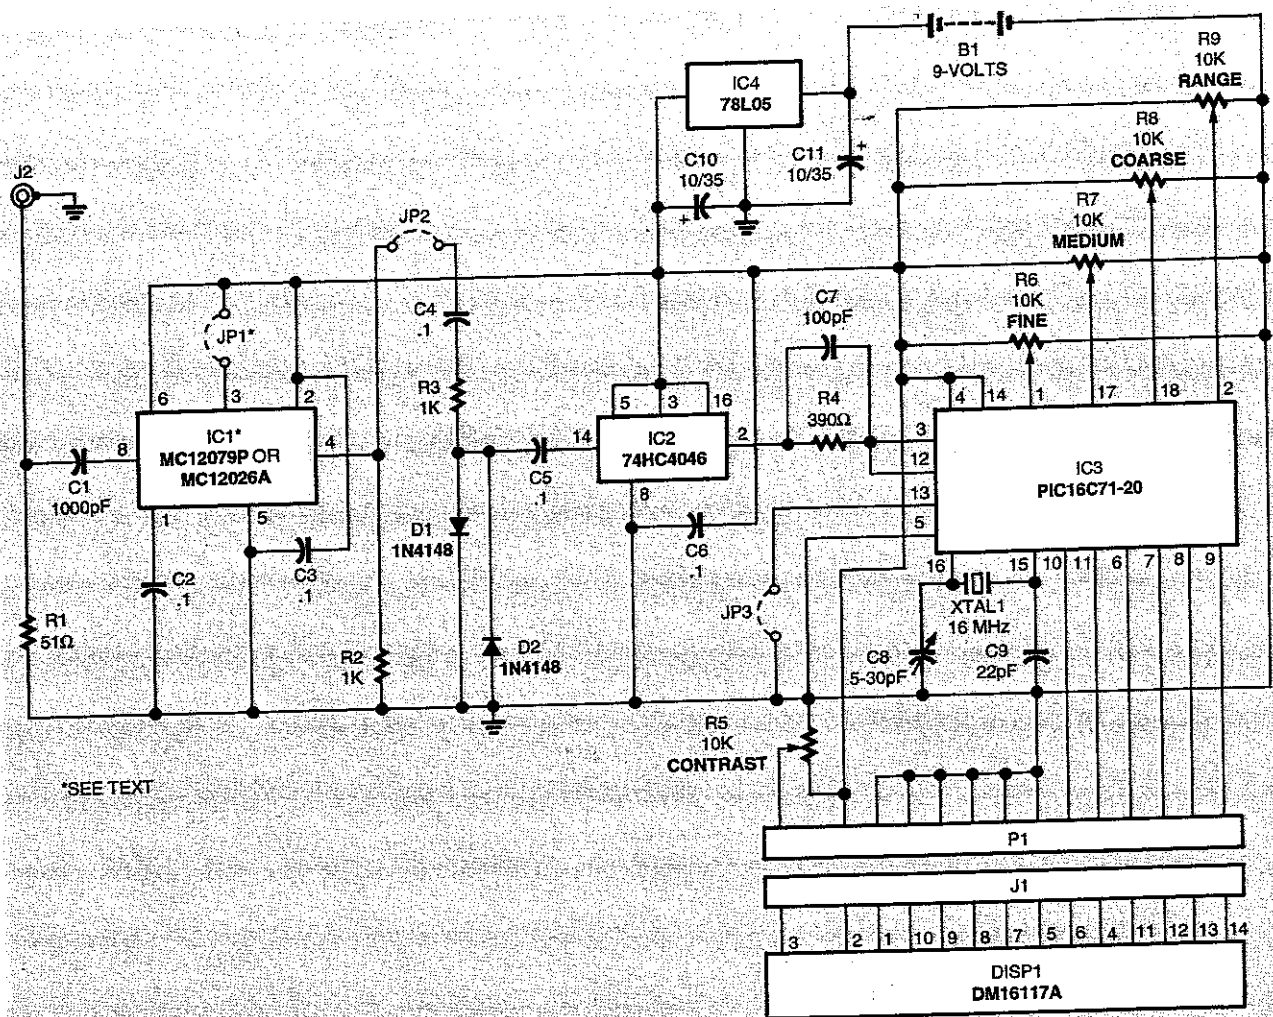 B1
9-VOLTS
R9
10K
RANGE
IC4
78L05
R8
10K
COARSE
C10
10/35
+
C11
10/35
+
J2
R7
10K
MEDIUM
JP2
R6
10K
FINE
C7
100pF
C4
.1
JP1*
R3
1K
R4
390Ω
6
3
2
IC1*
MC12079P OR
MC12026A
8
4
1
5
C1
1000pF
C2
.1
C3
.1
R1
51Ω
R2
1K
D1
1N4148
D2
1N4148
C5
.1
14
5
3
16
IC2
74HC4046
2
8
C6
.1
4
14
1
17
18
2
3
12
13
5
IC3
PIC16C71-20
16
15
10
11
6
7
8
9
JP3
XTAL1
16 MHz
C8
5-30pF
C9
22pF
R5
10K
CONTRAST
*SEE TEXT
P1
J1
3
2
1
10
9
8
7
5
6
4
11
12
13
14
DISP1
DM16117A